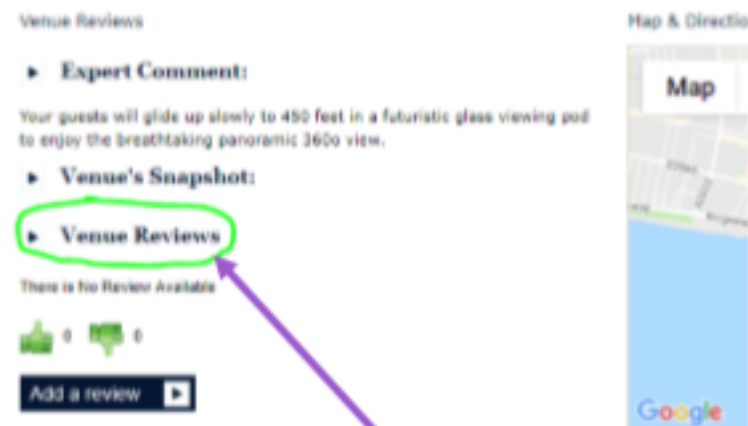 Venue Reviews
Expert Comment:
Your guests will glide up slowly to 450 feet in a futuristic glass viewing pod
to enjoy the breathtaking panoramic 360o view.
Venue's Snapshot:
Venue Reviews
There is No Review Available
0 0
Add a review
Map & Directio
Map
Google